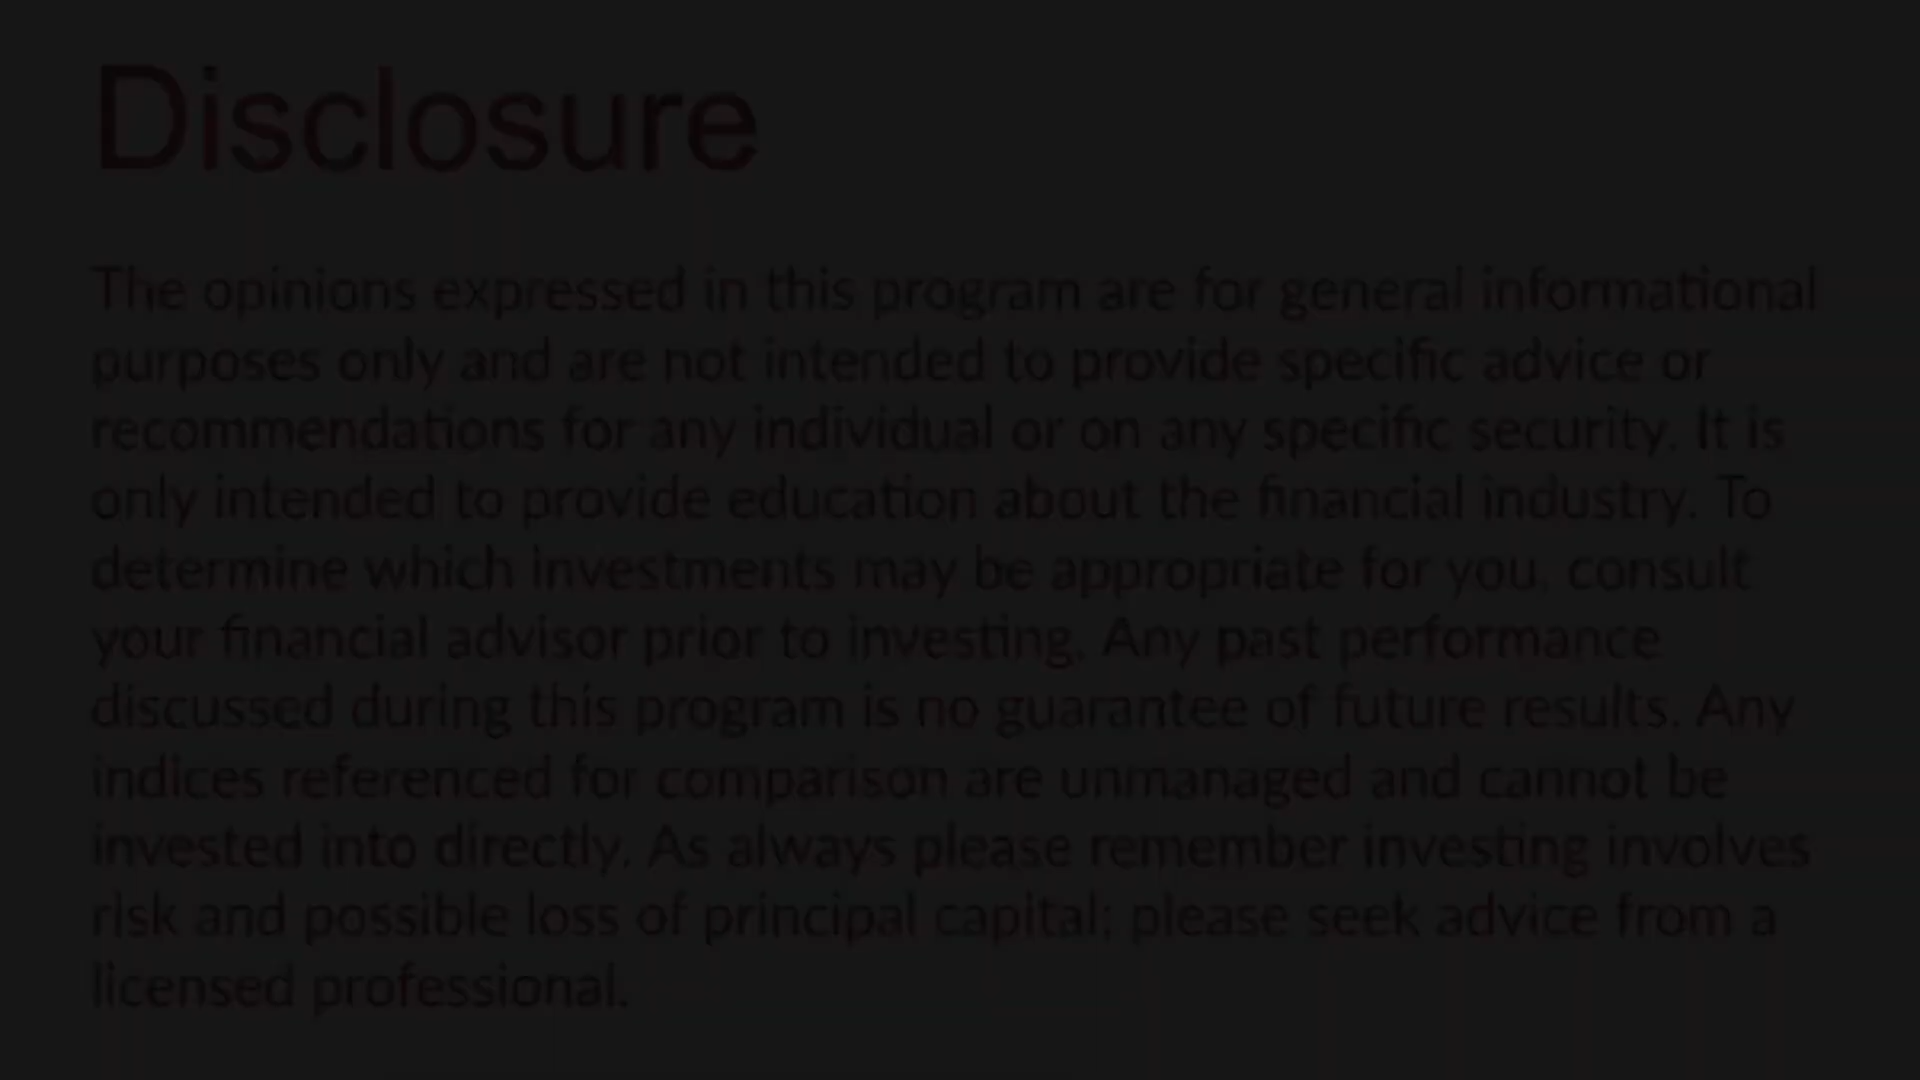 Disclosure
The opinions expressed in this program are for general informational
purposes only and are not intended to provide specific advice or
recommendations for any individual or on any specific security. It is
only intended to provide education about the financial industry. To
determine which investments may be appropriate for you, consult
your financial advisor prior to investing. Any past performance
discussed during this program is no guarantee of future results. Any
indices referenced for comparison are unmanaged and cannot be
invested into directly. As always please remember investing involves
risk and possible loss of principal capital; please seek advice from a
licensed professional.